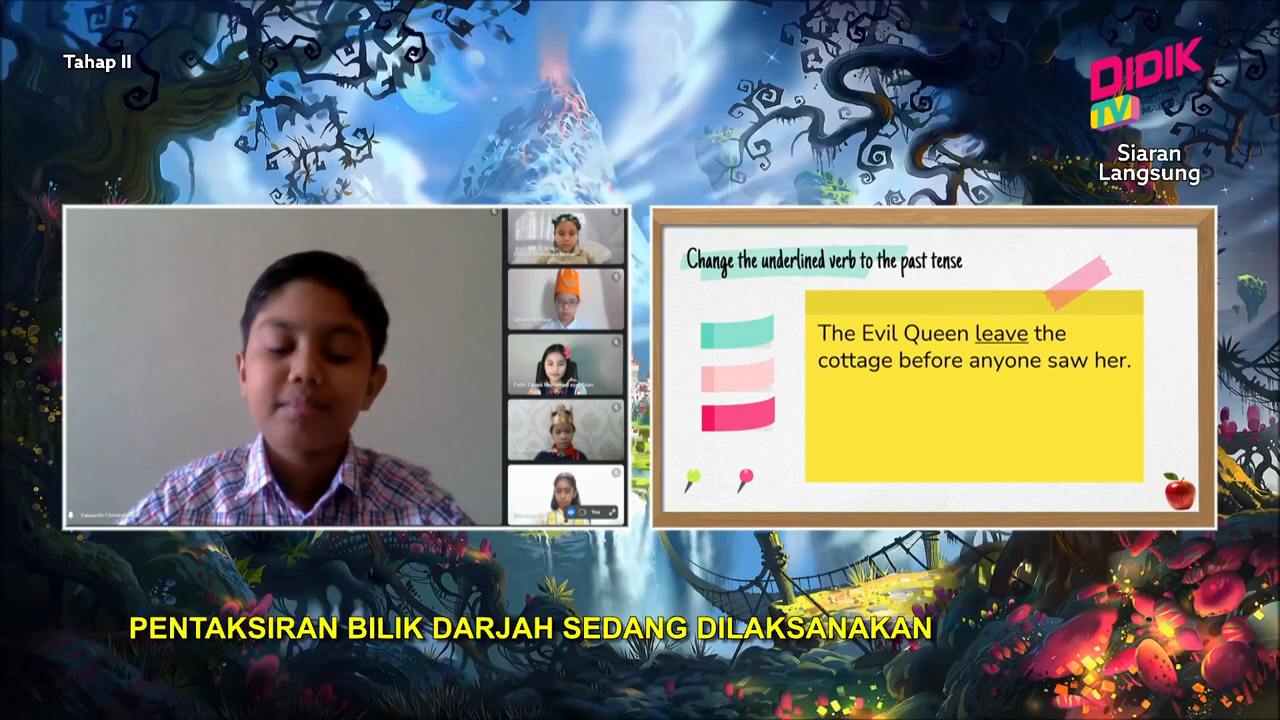 Tahap II
DIDIK
TV
Siaran
Langsung
Change the underlined verb to the past tense
The Evil Queen leave the
cottage before anyone saw her.
You
PENTAKSIRAN BILIK DARJAH SEDANG DILAKSANAKAN